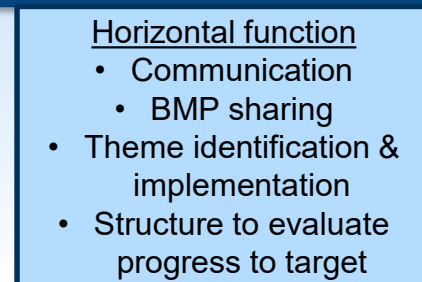 Horizontal function
• Communication
• BMP sharing
• Theme identification &
implementation
• Structure to evaluate
progress to target